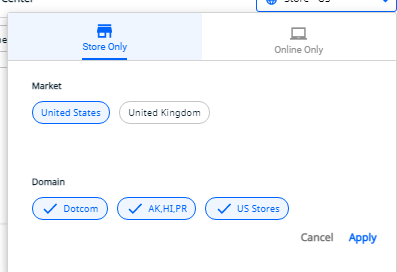 Center
Store - US
Store Only
Online Only
Market
United States
United Kingdom
Domain
Dotcom
AK,HI,PR
US Stores
Cancel
Apply